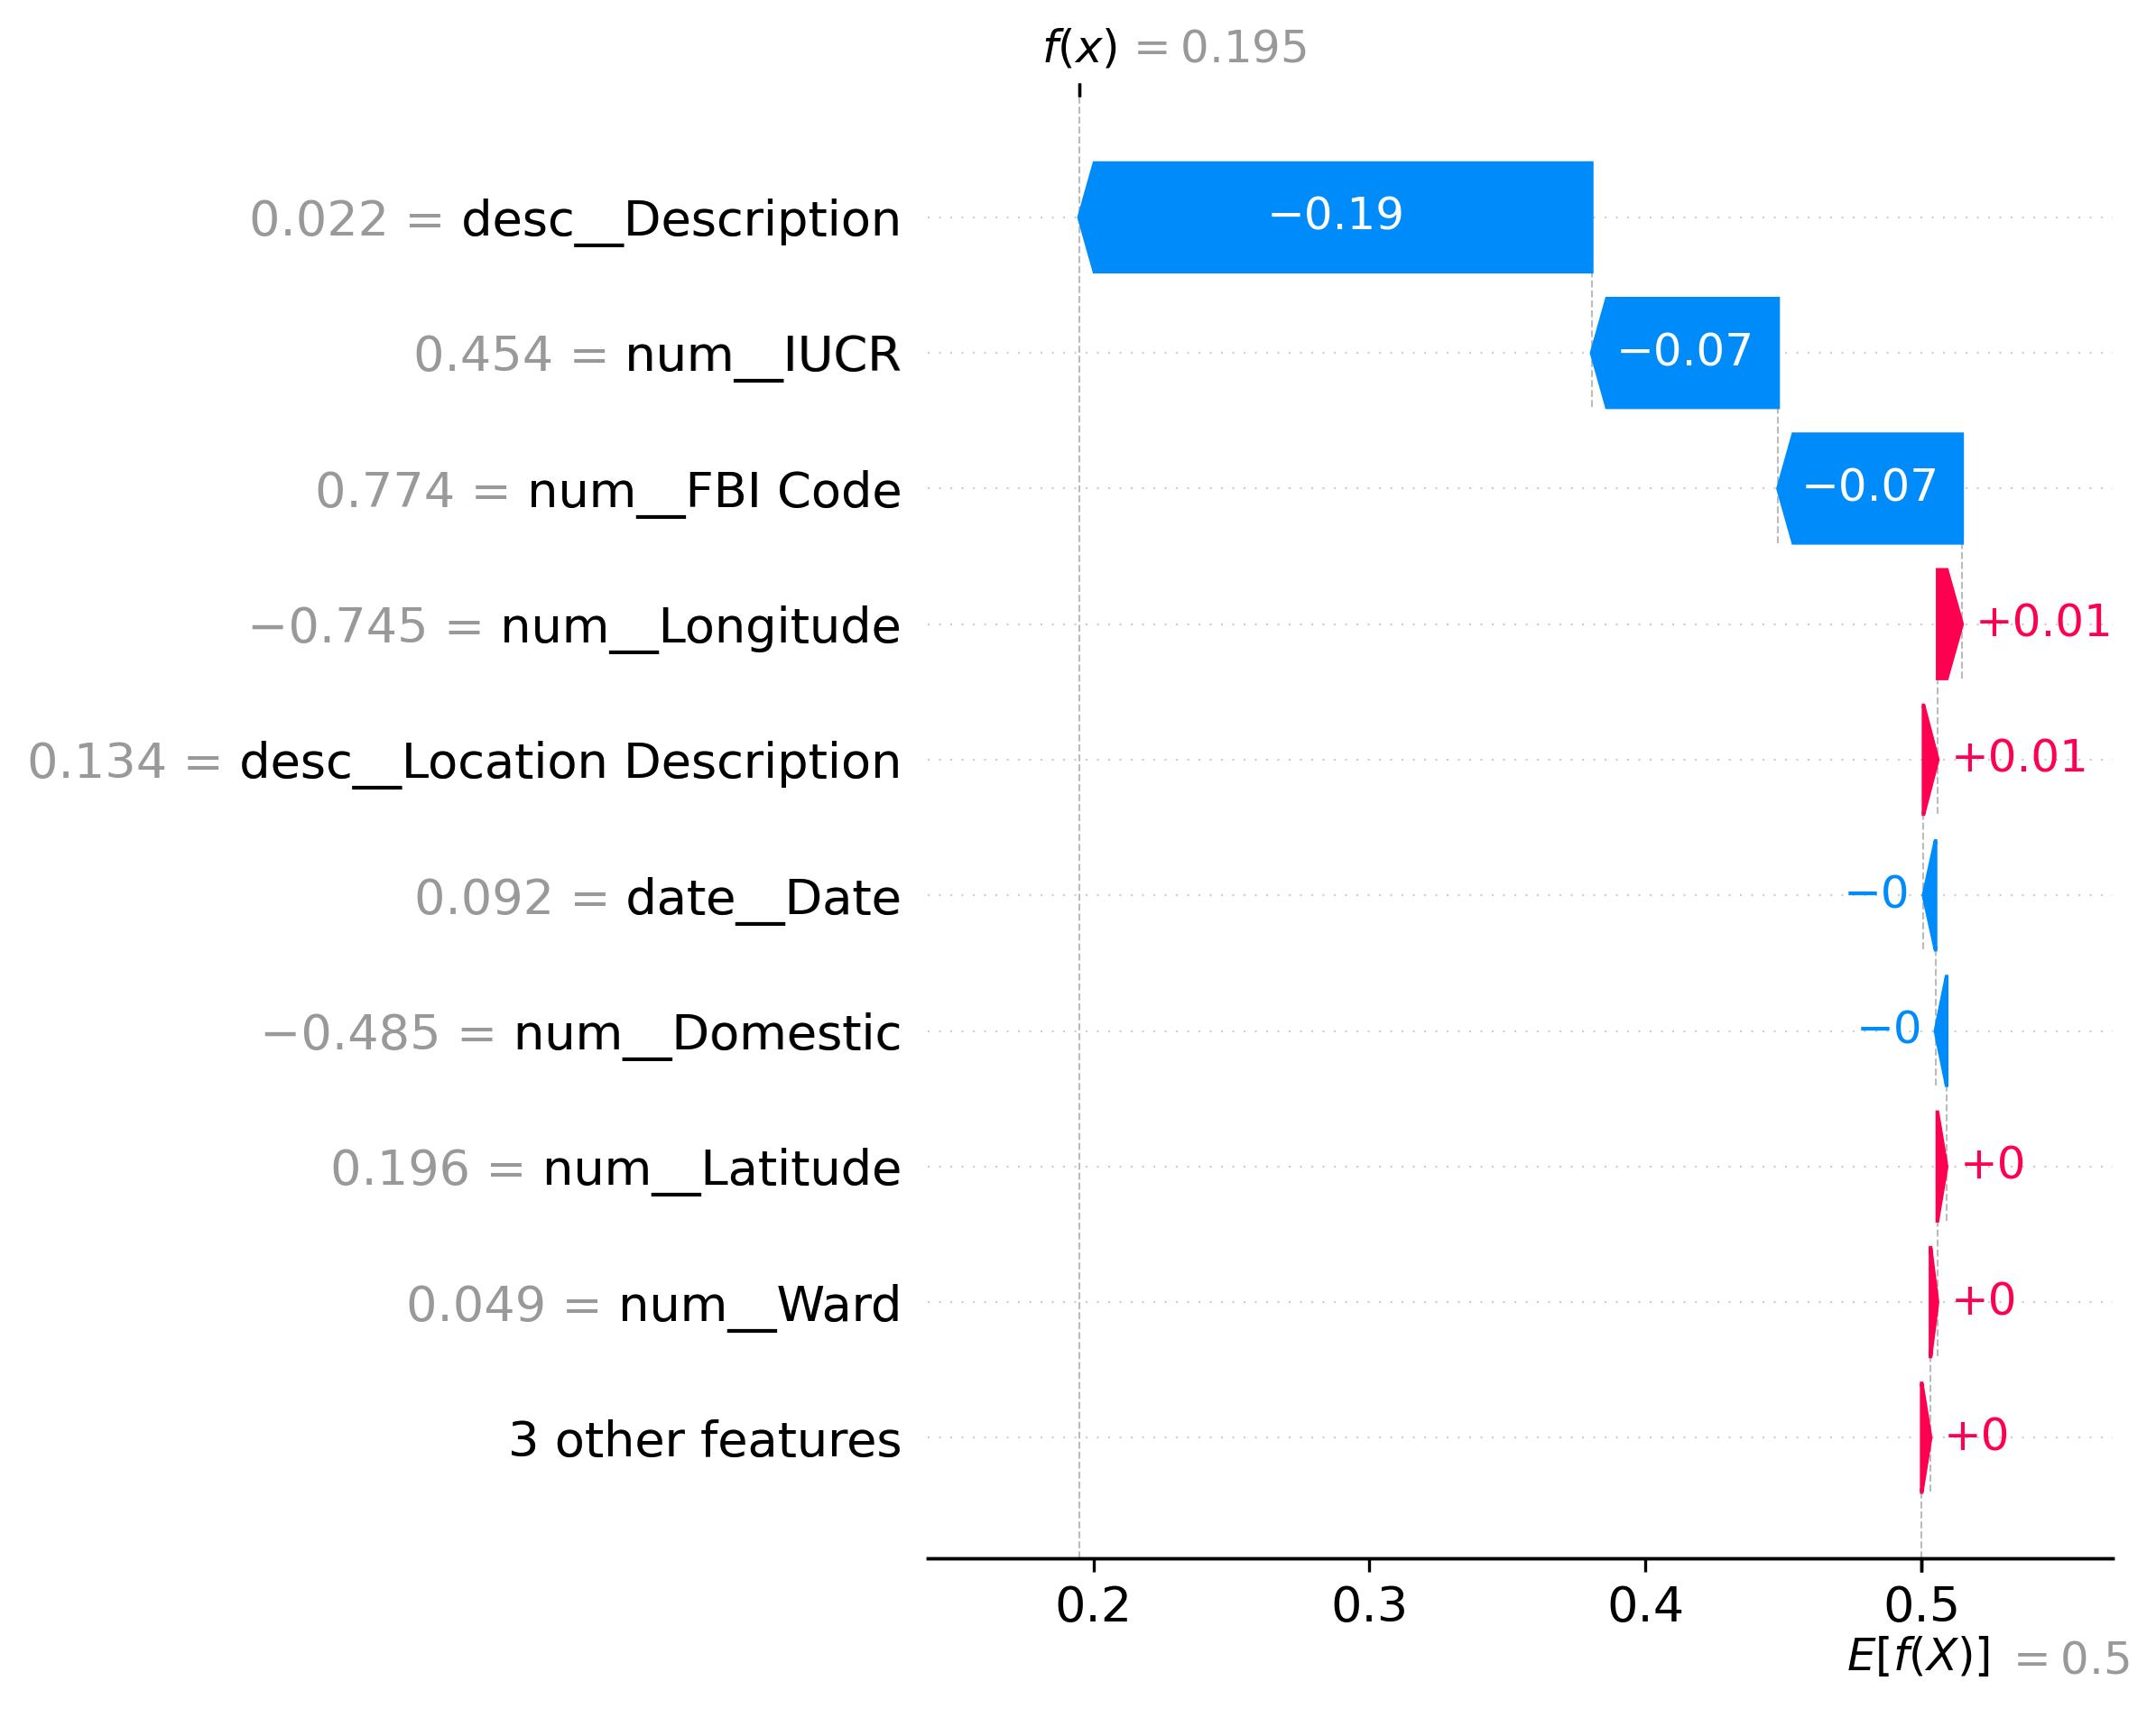 f(x) = 0.195
0.022 = desc__Description −0.19
0.454 = num__IUCR −0.07
0.774 = num__FBI Code −0.07
−0.745 = num__Longitude +0.01
0.134 = desc__Location Description +0.01
0.092 = date__Date −0
−0.485 = num__Domestic −0
0.196 = num__Latitude +0
0.049 = num__Ward +0
3 other features +0
0.2 0.3 0.4 0.5
E[f(X)] = 0.5